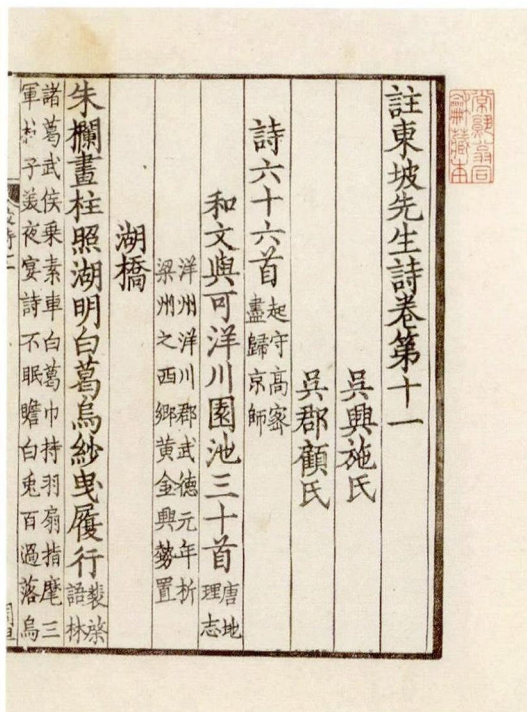 註東坡先生詩卷第十一
吳興施氏
吳郡顧氏
詩六十六首起守高密盡歸京師
和文與可洋川園池三十首唐地理志
洋州洋川郡武德元年折梁州之西鄉黃金興勢置
湖橋
朱欄畫柱照湖明白葛烏紗曳履行裴啓語林
諸葛武侯乘素車白葛巾持羽扇指麾三
軍杜子美夜宴詩不眠瞻白兔百過落烏